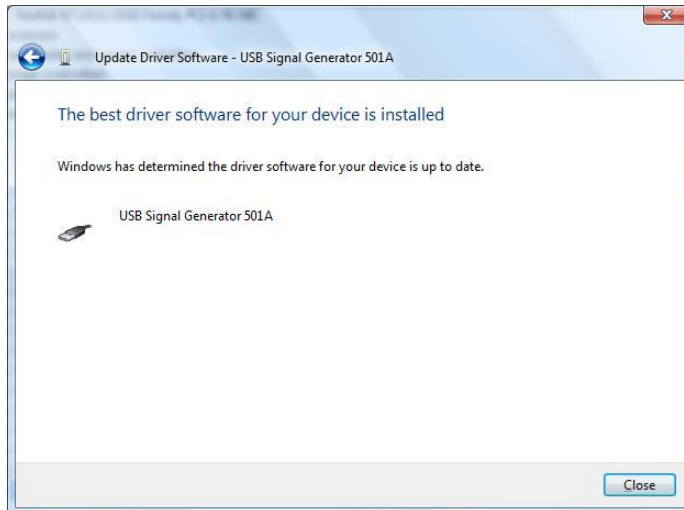 Update Driver Software - USB Signal Generator 501A
The best driver software for your device is installed
Windows has determined the driver software for your device is up to date.
USB Signal Generator 501A
Close